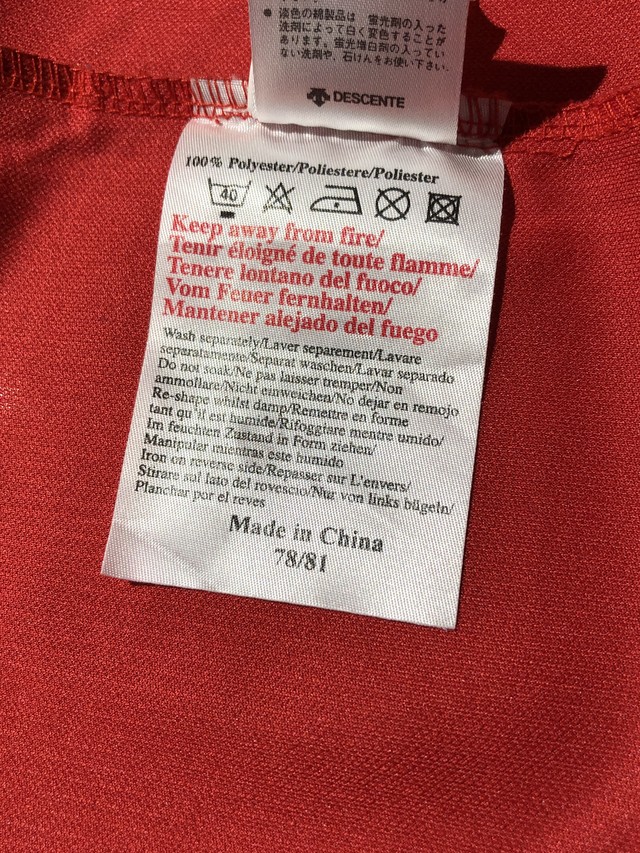 ● 淡色の綿製品は 蛍光剤の入った
洗剤によって白く変色することが
あります。蛍光増白剤の入ってい
ない洗剤や、石けんをお使い下さい.
DESCENTE
100% Polyester/Poliestere/Poliester
40
Keep away from fire/
Tenir éloigné de toute flamme/
Tenere lontano del fuoco/
Vom Feuer fernhalten/
Mantener alejado del fuego
Wash separately/Laver separement/Lavare
separatamente/Separat waschen/Lavar separado
Do not soak/Ne pas laisser tremper/Non
ammollare/Nicht einweichen/No dejar en remojo
Re-shape whilst damp/Remettre en forme
tant qu'il est humide/Rifoggiare mentre umido/
Im feuchten Zustand in Form ziehen/
Manipular mientras este humido
Iron on reverse side/Repasser sur L'envers/
Stirare sul lato del rovescio/Nur von links bügeln/
Planchar por el reves
Made in China
78/81